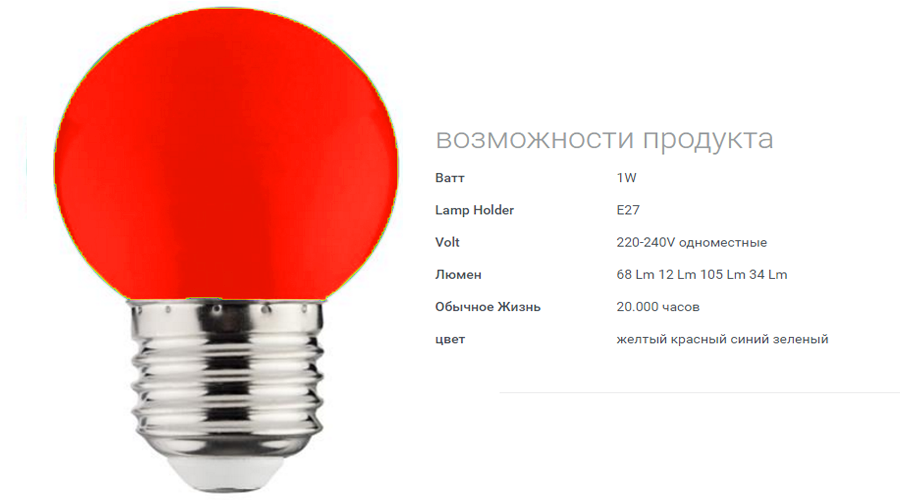 возможности продукта
Ватт 1W
Lamp Holder E27
Volt 220-240V одноместные
Люмен 68 Lm 12 Lm 105 Lm 34 Lm
Обычное Жизнь 20.000 часов
цвет желтый красный синий зеленый